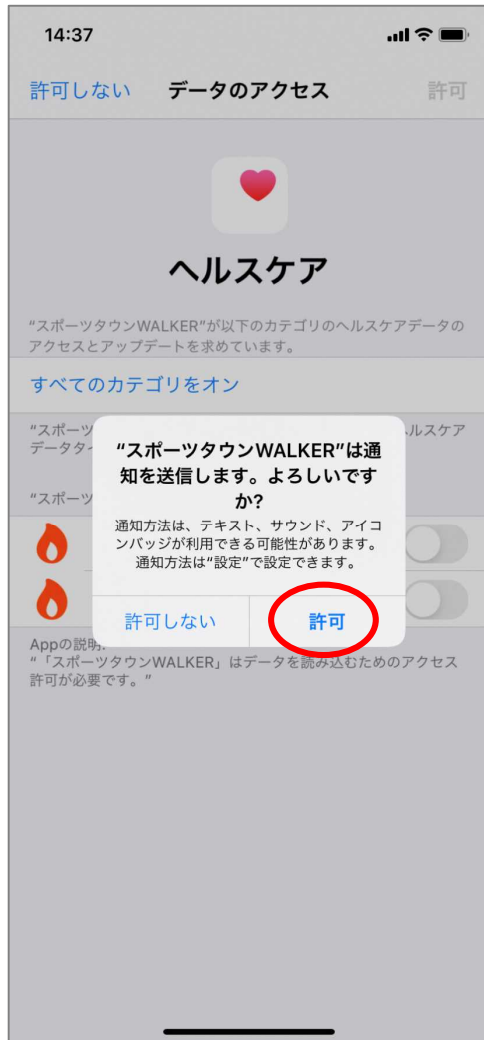 14:37
許可しない データのアクセス 許可
ヘルスケア
“スポーツタウンWALKER”が以下のカテゴリのヘルスケアデータの
アクセスとアップデートを求めています。
すべてのカテゴリをオン
“スポーツ
ヘルスケア
データタイ
“スポーツタウンWALKER”は通
知を送信します。よろしいです
か?
通知方法は、テキスト、サウンド、アイコ
ンバッジが利用できる可能性があります。
通知方法は“設定”で設定できます。
“スポーツ
許可しない 許可
Appの説明:
“「スポーツタウンWALKER」はデータを読み込むためのアクセス
許可が必要です。”